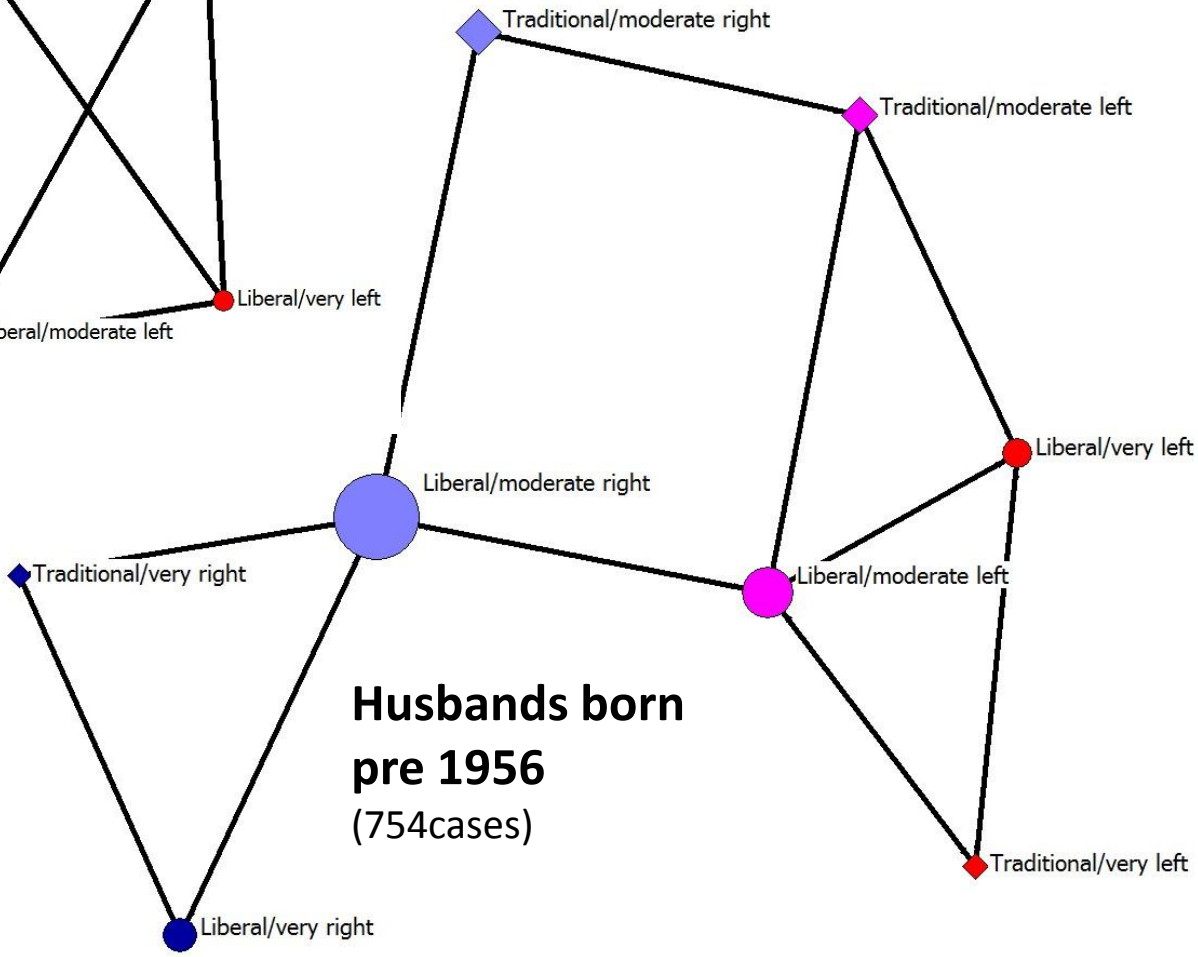 Traditional/moderate right
Traditional/moderate left
Liberal/very left
beral/moderate left
Liberal/very left
Liberal/moderate right
Traditional/very right
Liberal/moderate left
Husbands born
pre 1956
(754cases)
Traditional/very left
Liberal/very right